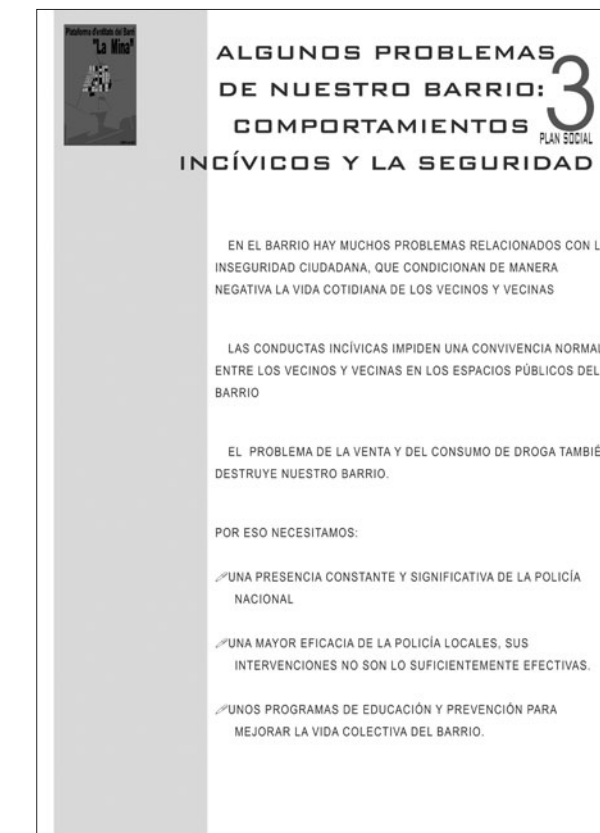 Plataforma d'entitats del Barri
"La Mina"
ALGUNOS PROBLEMAS
DE NUESTRO BARRIO:
COMPORTAMIENTOS
INCÍVICOS Y LA SEGURIDAD
3
PLAN SOCIAL
EN EL BARRIO HAY MUCHOS PROBLEMAS RELACIONADOS CON L
INSEGURIDAD CIUDADANA, QUE CONDICIONAN DE MANERA
NEGATIVA LA VIDA COTIDIANA DE LOS VECINOS Y VECINAS
LAS CONDUCTAS INCÍVICAS IMPIDEN UNA CONVIVENCIA NORMAL
ENTRE LOS VECINOS Y VECINAS EN LOS ESPACIOS PÚBLICOS DEL
BARRIO
EL PROBLEMA DE LA VENTA Y DEL CONSUMO DE DROGA TAMBIÉ
DESTRUYE NUESTRO BARRIO.
POR ESO NECESITAMOS:
UNA PRESENCIA CONSTANTE Y SIGNIFICATIVA DE LA POLICÍA
NACIONAL
UNA MAYOR EFICACIA DE LA POLICÍA LOCALES, SUS
INTERVENCIONES NO SON LO SUFICIENTEMENTE EFECTIVAS.
UNOS PROGRAMAS DE EDUCACIÓN Y PREVENCIÓN PARA
MEJORAR LA VIDA COLECTIVA DEL BARRIO.